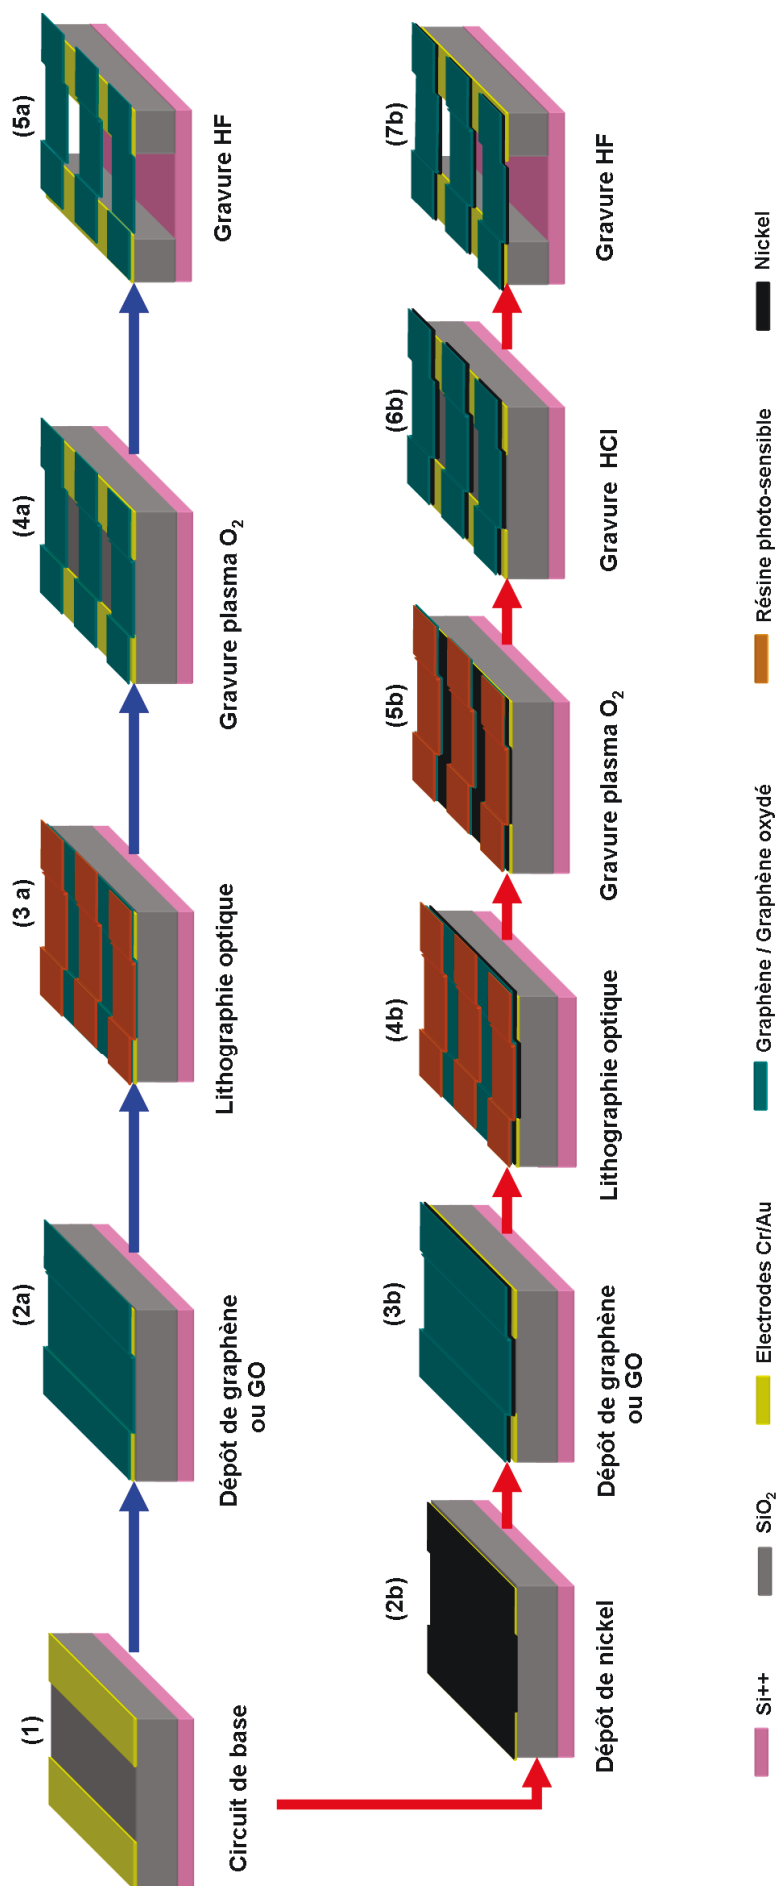 (1)
Circuit de base
(2a)
Dépôt de graphène
ou GO
(3 a)
Lithographie optique
(4a)
Gravure plasma O₂
(5a)
Gravure HF
(2b)
Dépôt de nickel
(3b)
Dépôt de graphène
ou GO
(4b)
Lithographie optique
(5b)
Gravure plasma O₂
(6b)
Gravure HCl
(7b)
Gravure HF
Si++
SiO₂
Electrodes Cr/Au
Graphène / Graphène oxydé
Résine photo-sensible
Nickel